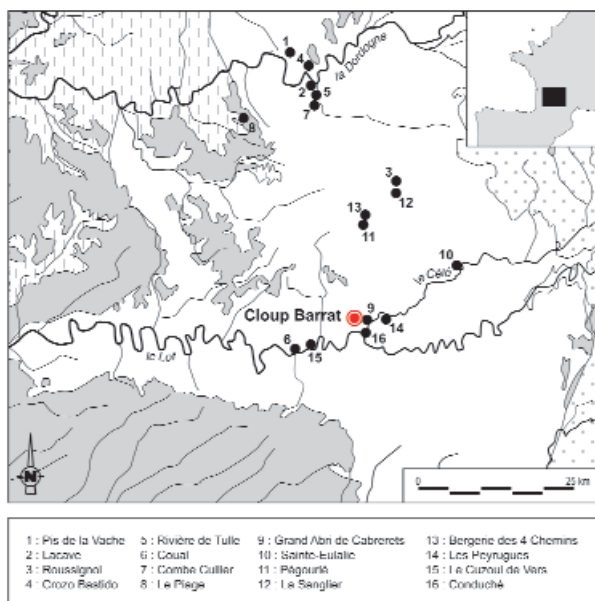 1
4
la Dordogne
2
5
7
8
3
12
13
11
10
le Célé
Cloup Barrat
9
14
16
6
15
le Lot
N
0
25 km
1 : Pis de la Vache 5 : Rivière de Tulle 9 : Grand Abri de Cabrerets 13 : Bergerie des 4 Chemins
2 : Lacave 6 : Coual 10 : Sainte-Eulalie 14 : Les Peyrugues
3 : Roussignol 7 : Combe Cullier 11 : Pégourié 15 : Le Cuzoul de Vers
4 : Crozo Bastido 8 : Le Piage 12 : Le Sanglier 16 : Conduché